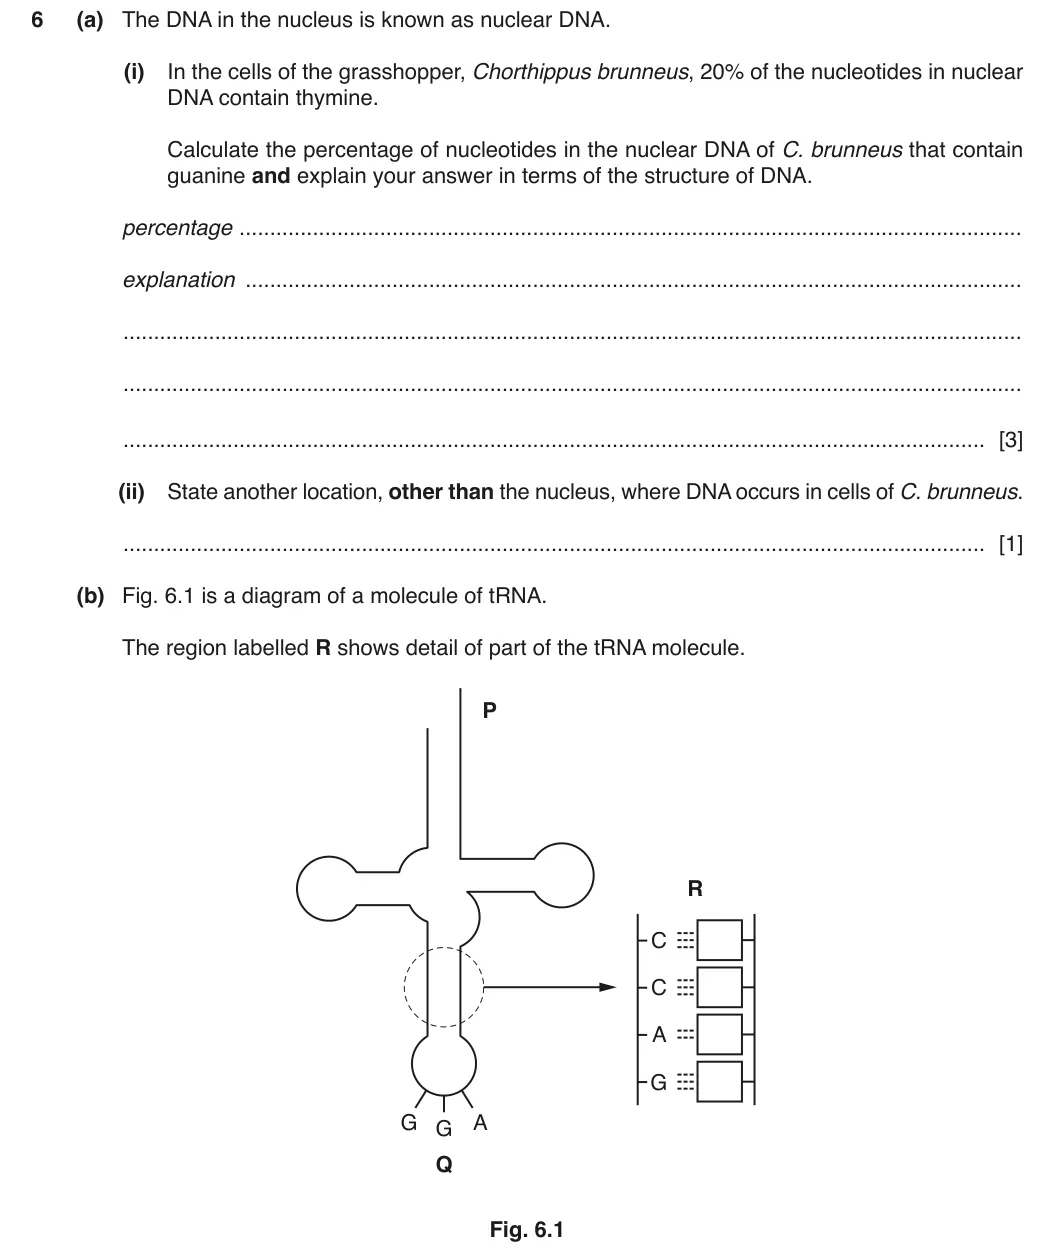 6 (a) The DNA in the nucleus is known as nuclear DNA.
(i) In the cells of the grasshopper, Chorthippus brunneus, 20% of the nucleotides in nuclear
DNA contain thymine.
Calculate the percentage of nucleotides in the nuclear DNA of C. brunneus that contain
guanine and explain your answer in terms of the structure of DNA.
percentage ................................................................
explanation ................................................................
................................................................
................................................................
................................................................ [3]
(ii) State another location, other than the nucleus, where DNA occurs in cells of C. brunneus.
................................................................ [1]
(b) Fig. 6.1 is a diagram of a molecule of tRNA.
The region labelled R shows detail of part of the tRNA molecule.
P
R
C
C
A
G
G G A
Q
Fig. 6.1